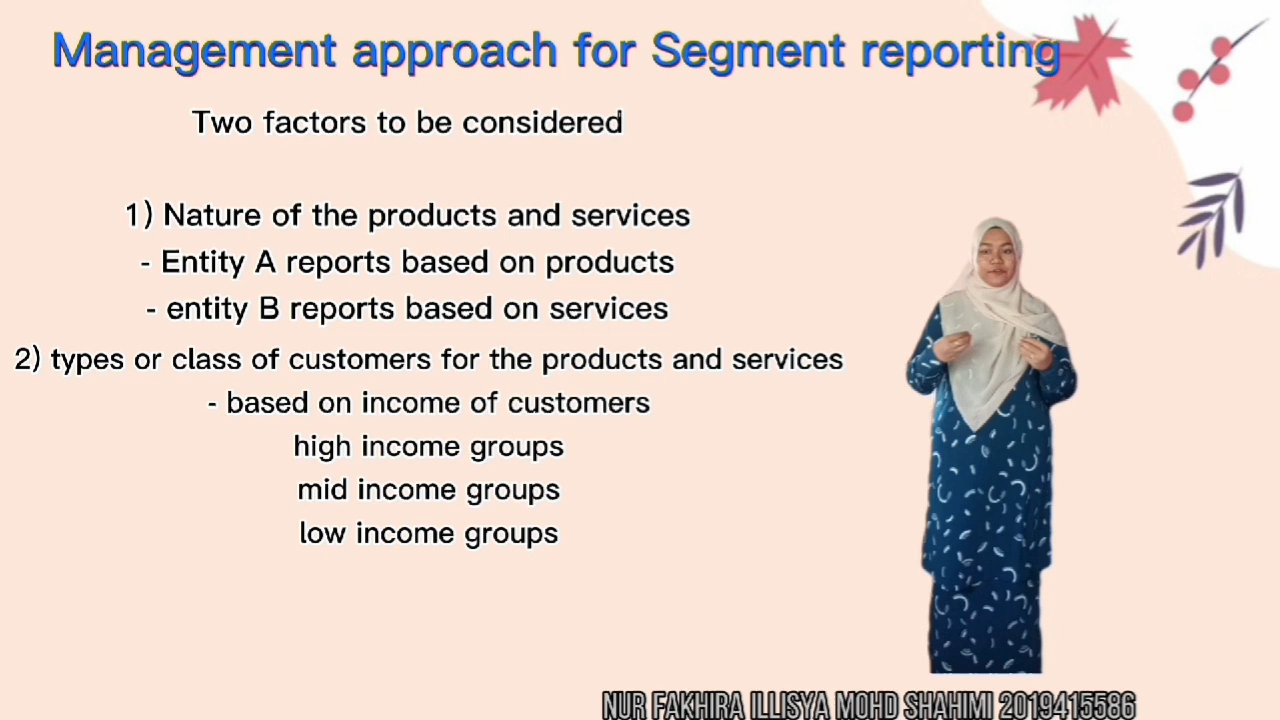 Management approach for Segment reporting
Two factors to be considered
1) Nature of the products and services
- Entity A reports based on products
- entity B reports based on services
2) types or class of customers for the products and services
- based on income of customers
high income groups
mid income groups
low income groups
NUR FAKHIRA ILLISYA MOHD SHAHIMI 2019415586